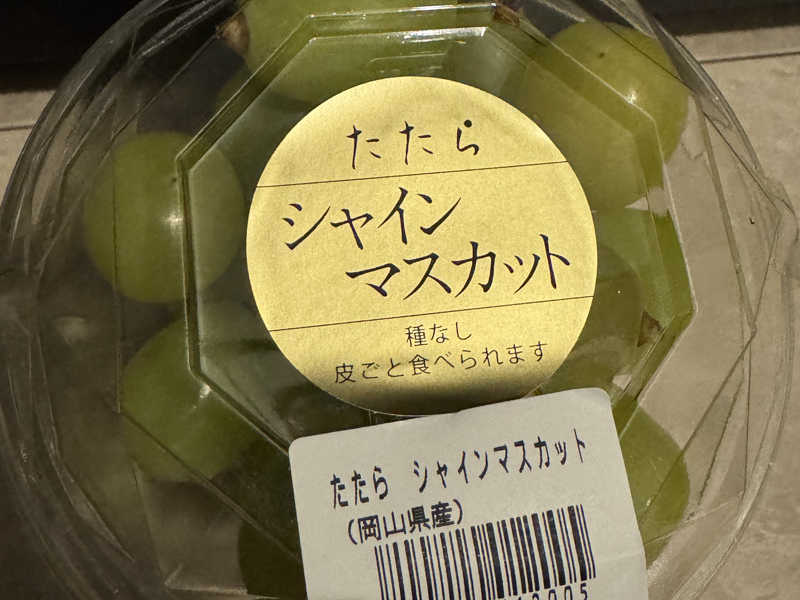 たたら
シャイン
マスカット
種なし
皮ごと食べられます
たたら シャインマスカット
(岡山県産)